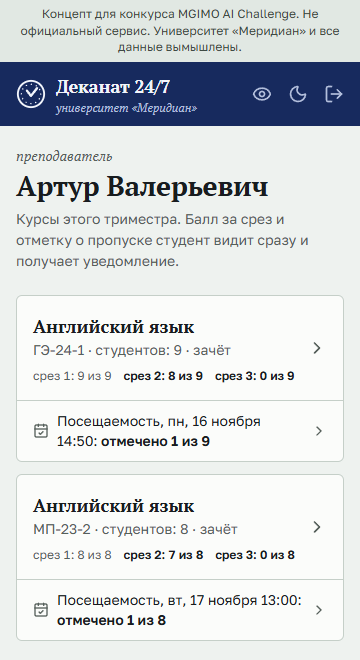 Концепт для конкурса MGIMO AI Challenge. Не
официальный сервис. Университет «Меридиан» и все
данные вымышлены.
Деканат 24/7
университет «Меридиан»
преподаватель
Артур Валерьевич
Курсы этого триместра. Балл за срез и
отметку о пропуске студент видит сразу и
получает уведомление.
Английский язык
ГЭ-24-1 · студентов: 9 · зачёт
срез 1: 9 из 9 срез 2: 8 из 9 срез 3: 0 из 9
Посещаемость, пн, 16 ноября
14:50: отмечено 1 из 9
Английский язык
МП-23-2 · студентов: 8 · зачёт
срез 1: 8 из 8 срез 2: 7 из 8 срез 3: 0 из 8
Посещаемость, вт, 17 ноября 13:00:
отмечено 1 из 8